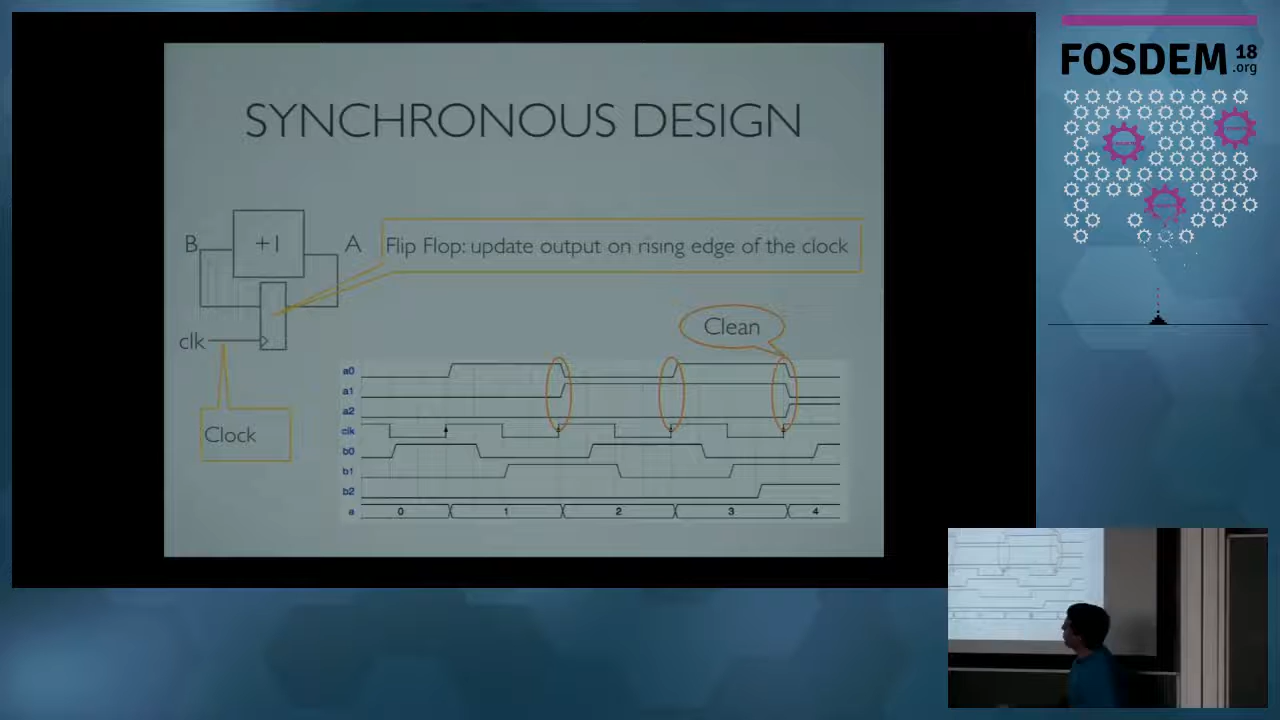 SYNCHRONOUS DESIGN
B
+1
A
Flip Flop: update output on rising edge of the clock
clk
Clock
Clean
a0
a1
a2
clk
b0
b1
b2
a
0
1
2
3
4
FOSDEM 18
.org